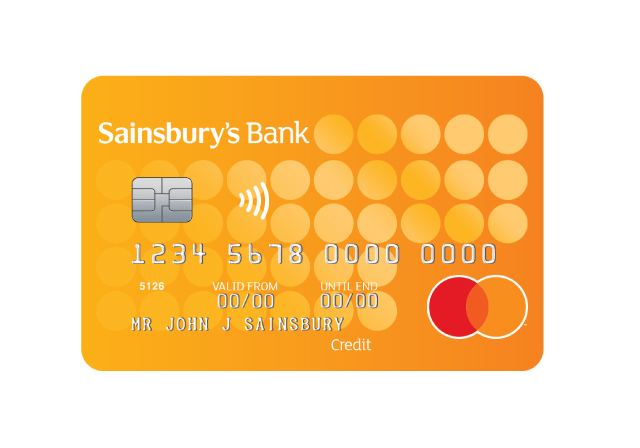 Sainsbury's Bank
1234 5678 0000 0000
5126 VALID FROM UNTIL END
00/00 00/00
MR JOHN J SAINSBURY
Credit